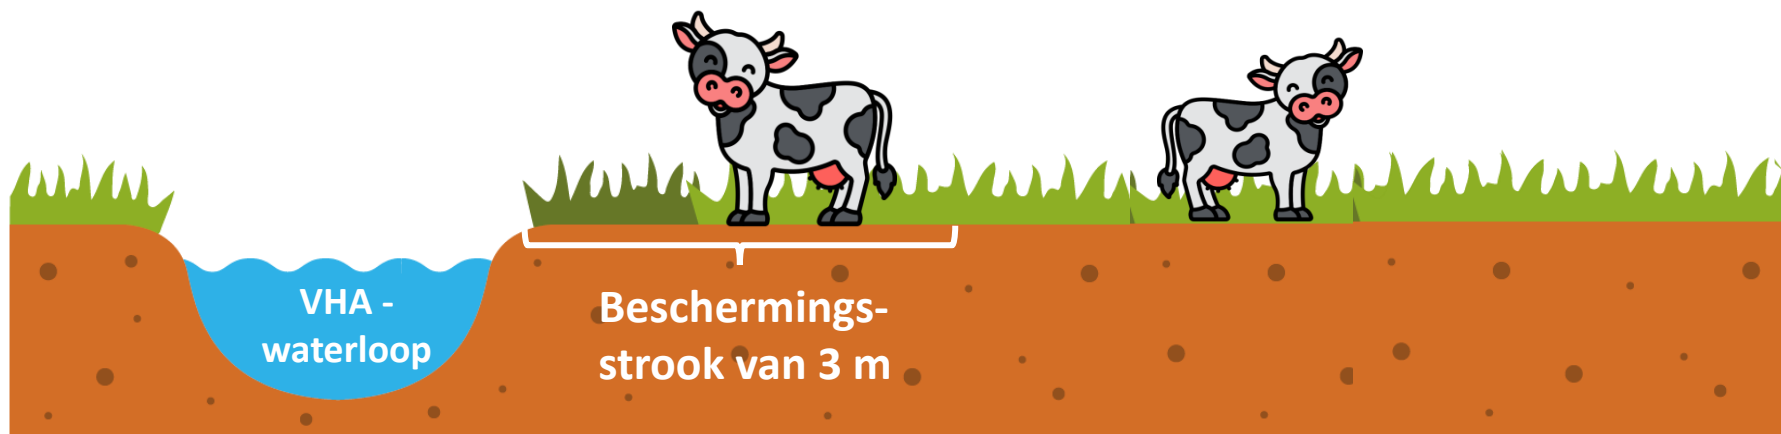 VHA -
waterloop
Beschermings-
strook van 3 m